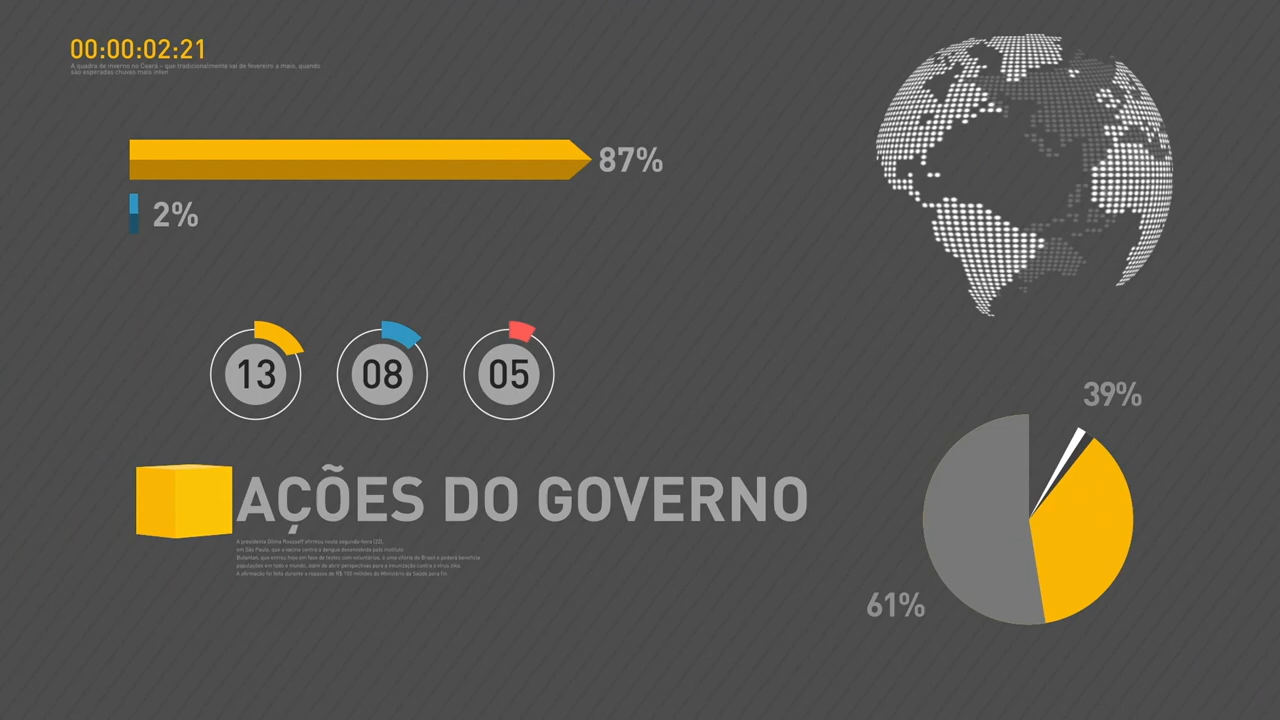 00:00:02:21
A quadra de inverno no Ceará – que tradicionalmente vai de fevereiro a maio, quando
são esperadas chuvas mais inten
87%
2%
13 08 05
39%
AÇÕES DO GOVERNO
A presidenta Dilma Rousseff afirmou nesta segunda-feira (22),
em São Paulo, que a vacina contra a dengue desenvolvida pelo Instituto
Butantan, que entrou hoje em fase de testes com voluntários, é uma vitória do Brasil e poderá beneficia
populações em todo o mundo, além de abrir perspectivas para a imunização contra o vírus zika.
A afirmação foi feita durante o repasse de R$ 100 milhões do Ministério da Saúde para fin
61%